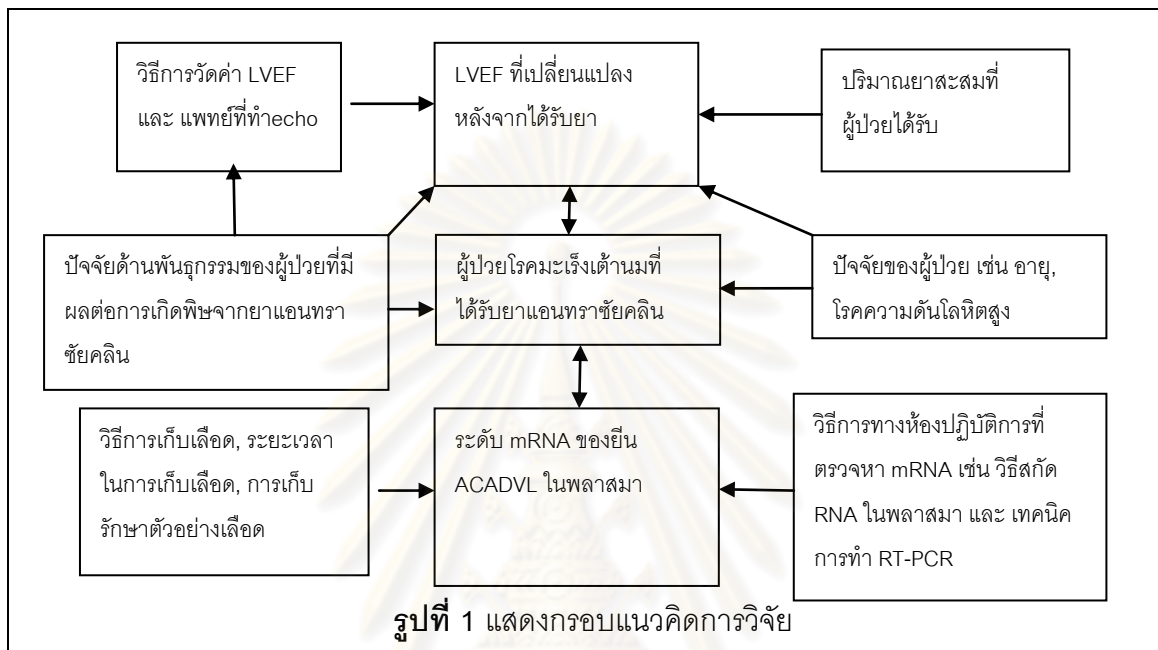 วิธีการวัดค่า LVEF
และ แพทย์ที่ทำecho
LVEF ที่เปลี่ยนแปลง
หลังจากได้รับยา
ปริมาณยาสะสมที่
ผู้ป่วยได้รับ
ปัจจัยด้านพันธุกรรมของผู้ป่วยที่มี
ผลต่อการเกิดพิษจากยาแอนทรา
ซัยคลิน
ผู้ป่วยโรคมะเร็งเต้านมที่
ได้รับยาแอนทราซัยคลิน
ปัจจัยของผู้ป่วย เช่น อายุ,
โรคความดันโลหิตสูง
วิธีการเก็บเลือด, ระยะเวลา
ในการเก็บเลือด, การเก็บ
รักษาตัวอย่างเลือด
ระดับ mRNA ของยีน
ACADVL ในพลาสมา
วิธีการทางห้องปฏิบัติการที่
ตรวจหา mRNA เช่น วิธีสกัด
RNA ในพลาสมา และ เทคนิค
การทำ RT-PCR
รูปที่ 1 แสดงกรอบแนวคิดการวิจัย